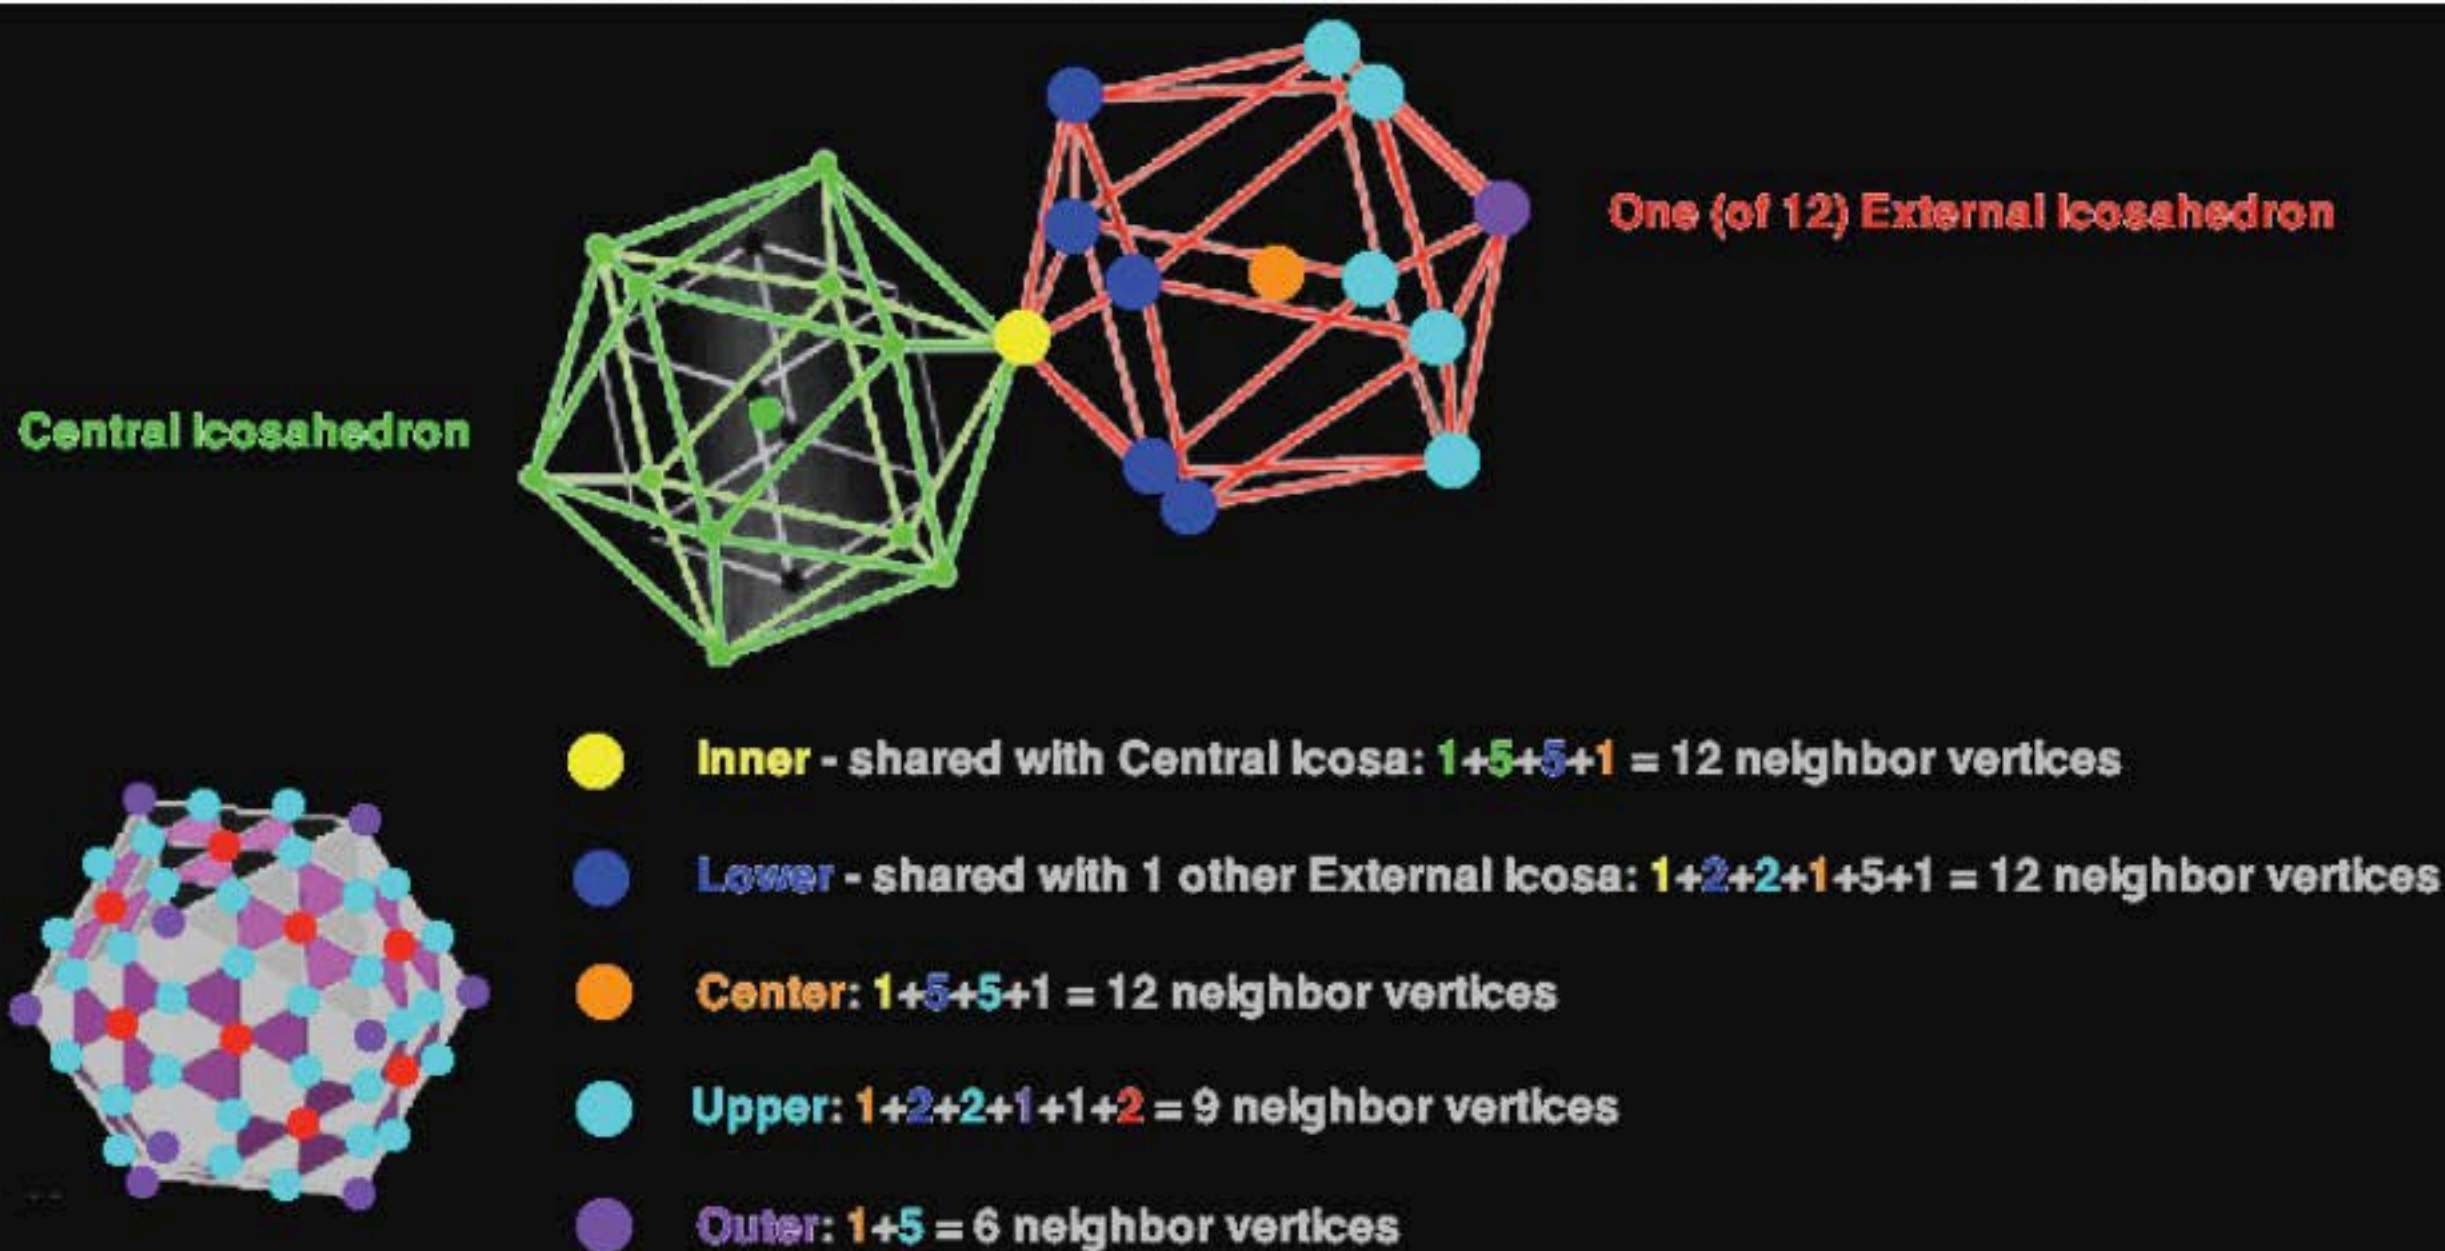 One (of 12) External Icosahedron
Central Icosahedron
Inner - shared with Central Icosa: 1+5+5+1 = 12 neighbor vertices
Lower - shared with 1 other External Icosa: 1+2+2+1+5+1 = 12 neighbor vertices
Center: 1+5+5+1 = 12 neighbor vertices
Upper: 1+2+2+1+1+2 = 9 neighbor vertices
Outer: 1+5 = 6 neighbor vertices